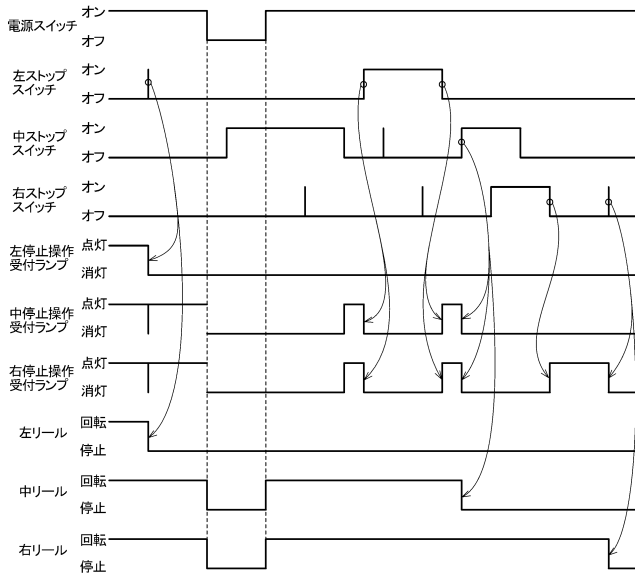 電源スイッチ
オン
オフ
左ストップ
スイッチ
オン
オフ
中ストップ
スイッチ
オン
オフ
右ストップ
スイッチ
オン
オフ
左停止操作
受付ランプ
点灯
消灯
中停止操作
受付ランプ
点灯
消灯
右停止操作
受付ランプ
点灯
消灯
左リール
回転
停止
中リール
回転
停止
右リール
回転
停止